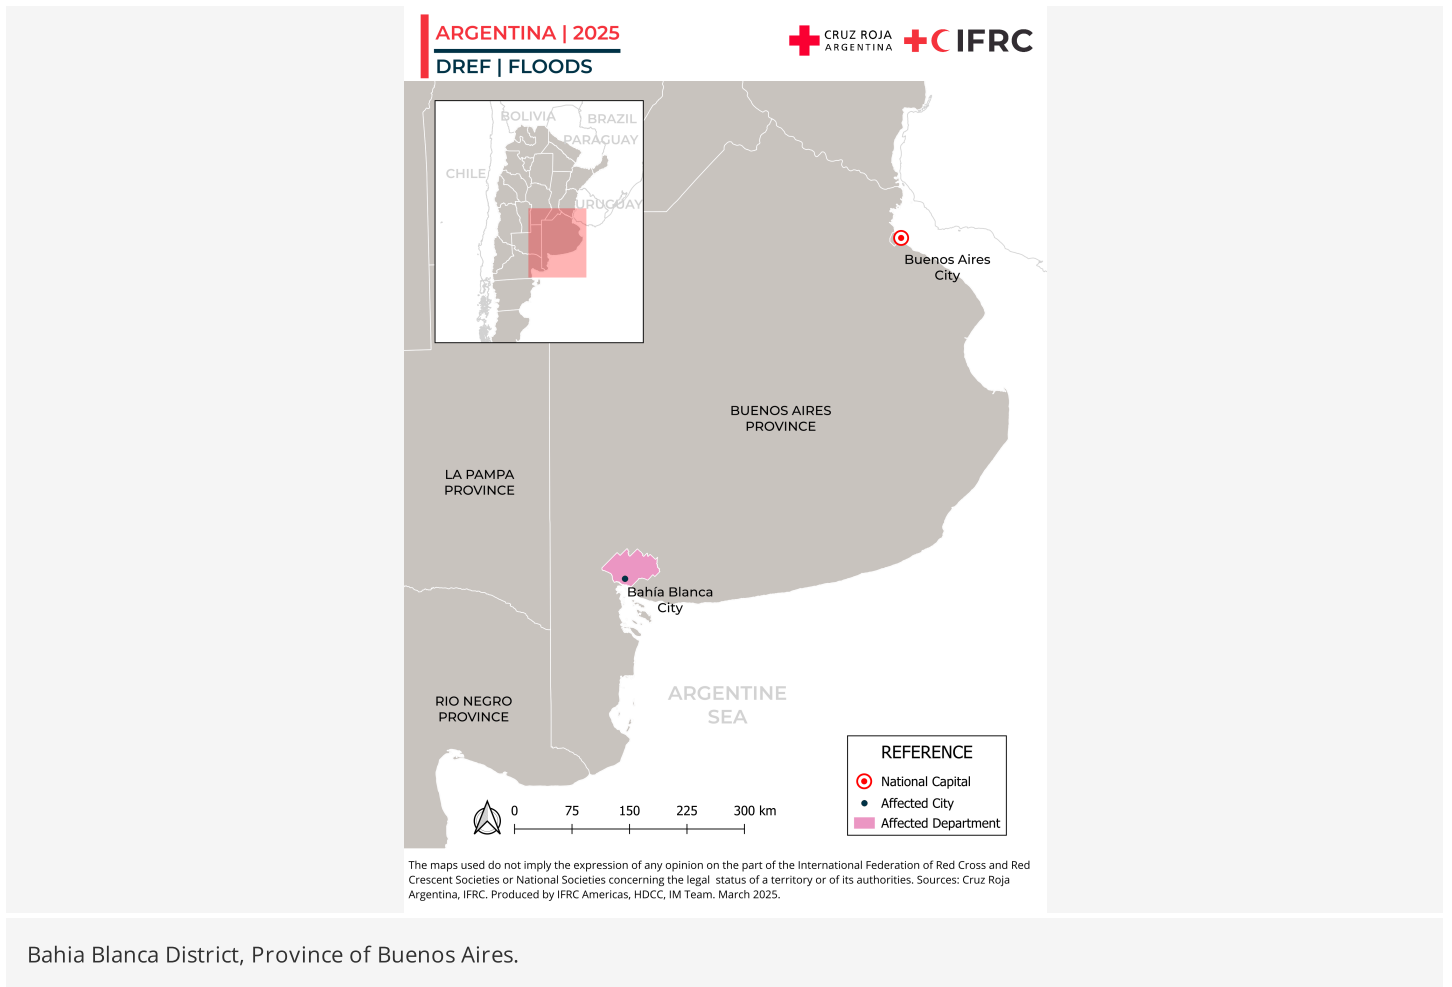 ARGENTINA | 2025
DREF | FLOODS
CRUZ ROJA
ARGENTINA
IFRC
BOLIVIA
BRAZIL
PARAGUAY
CHILE
URUGUAY
Buenos Aires
City
BUENOS AIRES
PROVINCE
LA PAMPA
PROVINCE
Bahía Blanca
City
RIO NEGRO
PROVINCE
ARGENTINE
SEA
REFERENCE
National Capital
Affected City
Affected Department
0 75 150 225 300 km
The maps used do not imply the expression of any opinion on the part of the International Federation of Red Cross and Red
Crescent Societies or National Societies concerning the legal status of a territory or of its authorities. Sources: Cruz Roja
Argentina, IFRC. Produced by IFRC Americas, HDCC, IM Team. March 2025.
Bahia Blanca District, Province of Buenos Aires.